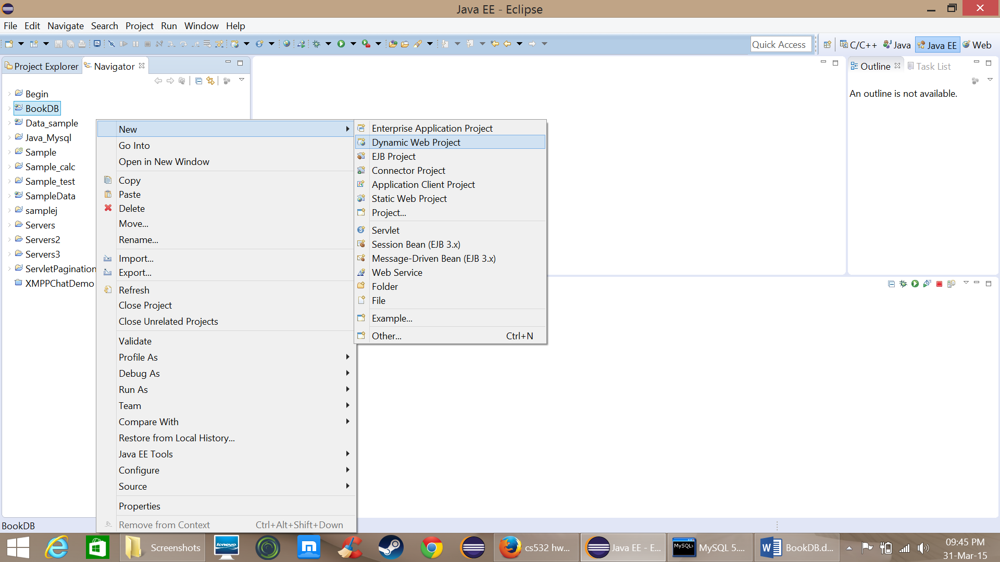 Java EE - Eclipse
File Edit Navigate Search Project Run Window Help
Quick Access C/C++ Java Java EE Web
Project Explorer Navigator
Outline Task List
An outline is not available.
Begin
BookDB
Data_sample
Java_Mysql
Sample
Sample_calc
Sample_test
SampleData
samplej
Servers
Servers2
Servers3
ServletPagination
XMPPChatDemo
New
Go Into
Open in New Window
Copy
Paste
Delete
Move...
Rename...
Import...
Export...
Refresh
Close Project
Close Unrelated Projects
Validate
Profile As
Debug As
Run As
Team
Compare With
Restore from Local History...
Java EE Tools
Configure
Source
Properties
Remove from Context Ctrl+Alt+Shift+Down
Enterprise Application Project
Dynamic Web Project
EJB Project
Connector Project
Application Client Project
Static Web Project
Project...
Servlet
Session Bean (EJB 3.x)
Message-Driven Bean (EJB 3.x)
Web Service
Folder
File
Example...
Other... Ctrl+N
BookDB
Screenshots
lenovo
cs532 hw...
Java EE - E...
MySQL>
MySQL 5....
BookDB.d...
09:45 PM
31-Mar-15